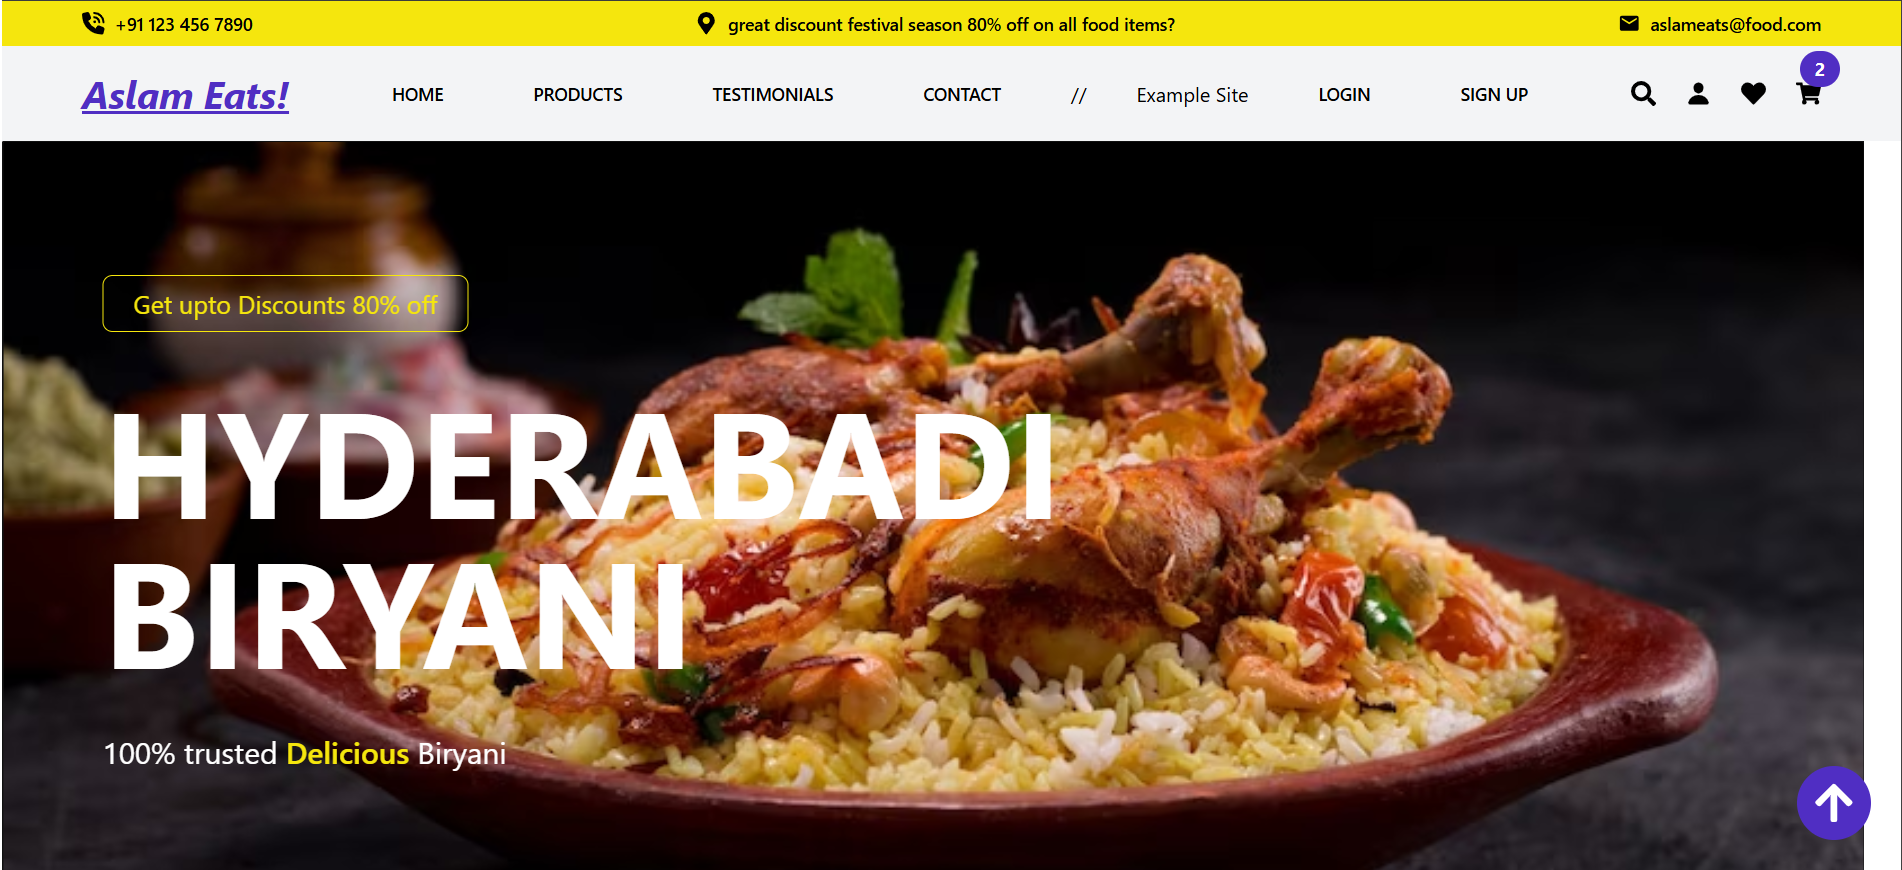 +91 123 456 7890
great discount festival season 80% off on all food items?
aslameats@food.com
Aslam Eats!
HOME
PRODUCTS
TESTIMONIALS
CONTACT
//
Example Site
LOGIN
SIGN UP
2
Get upto Discounts 80% off
HYDERABADI
BIRYANI
100% trusted Delicious Biryani